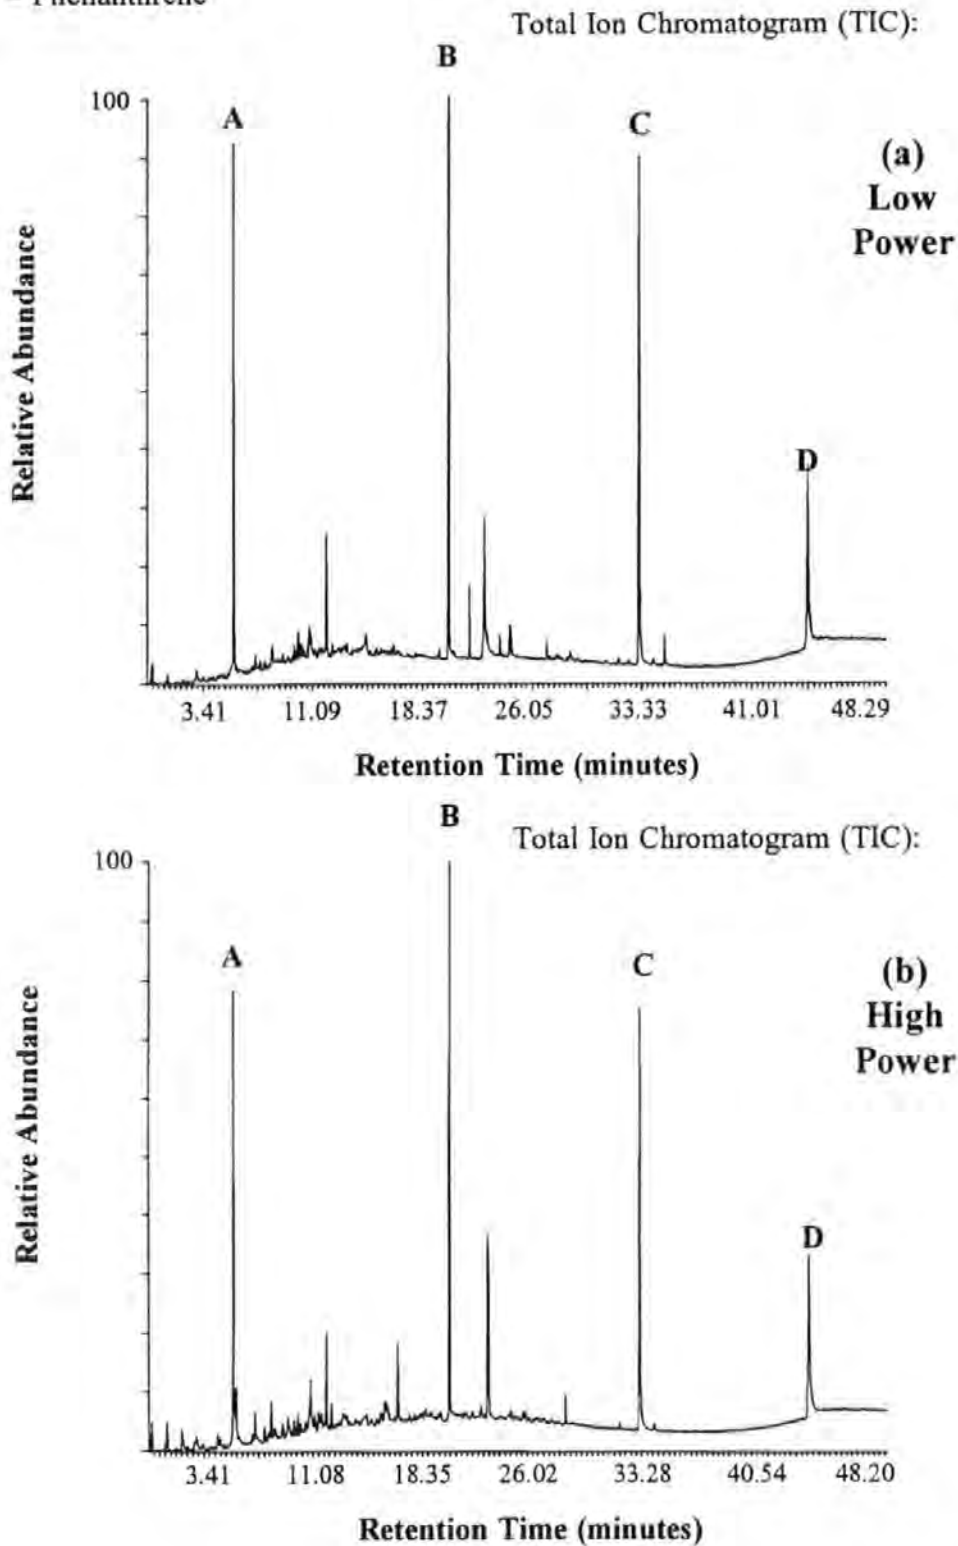 Total Ion Chromatogram (TIC):
B
100
A
C
(a)
Low
Power
Relative Abundance
D
3.41 11.09 18.37 26.05 33.33 41.01 48.29
Retention Time (minutes)
B
Total Ion Chromatogram (TIC):
100
A
C
(b)
High
Power
Relative Abundance
D
3.41 11.08 18.35 26.02 33.28 40.54 48.20
Retention Time (minutes)